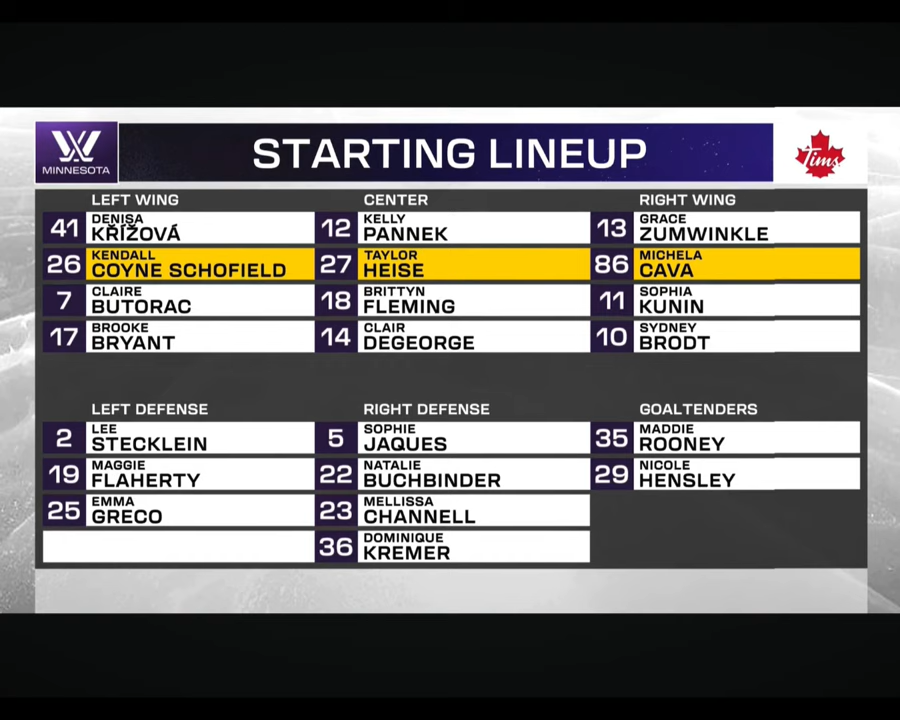 MINNESOTA
STARTING LINEUP
Tims
LEFT WING CENTER RIGHT WING
41 DENISA KŘÍŽOVÁ 12 KELLY PANNEK 13 GRACE ZUMWINKLE
26 KENDALL COYNE SCHOFIELD 27 TAYLOR HEISE 86 MICHELA CAVA
7 CLAIRE BUTORAC 18 BRITTYN FLEMING 11 SOPHIA KUNIN
17 BROOKE BRYANT 14 CLAIR DEGEORGE 10 SYDNEY BRODT
LEFT DEFENSE RIGHT DEFENSE GOALTENDERS
2 LEE STECKLEIN 5 SOPHIE JAQUES 35 MADDIE ROONEY
19 MAGGIE FLAHERTY 22 NATALIE BUCHBINDER 29 NICOLE HENSLEY
25 EMMA GRECO 23 MELLISSA CHANNELL
36 DOMINIQUE KREMER